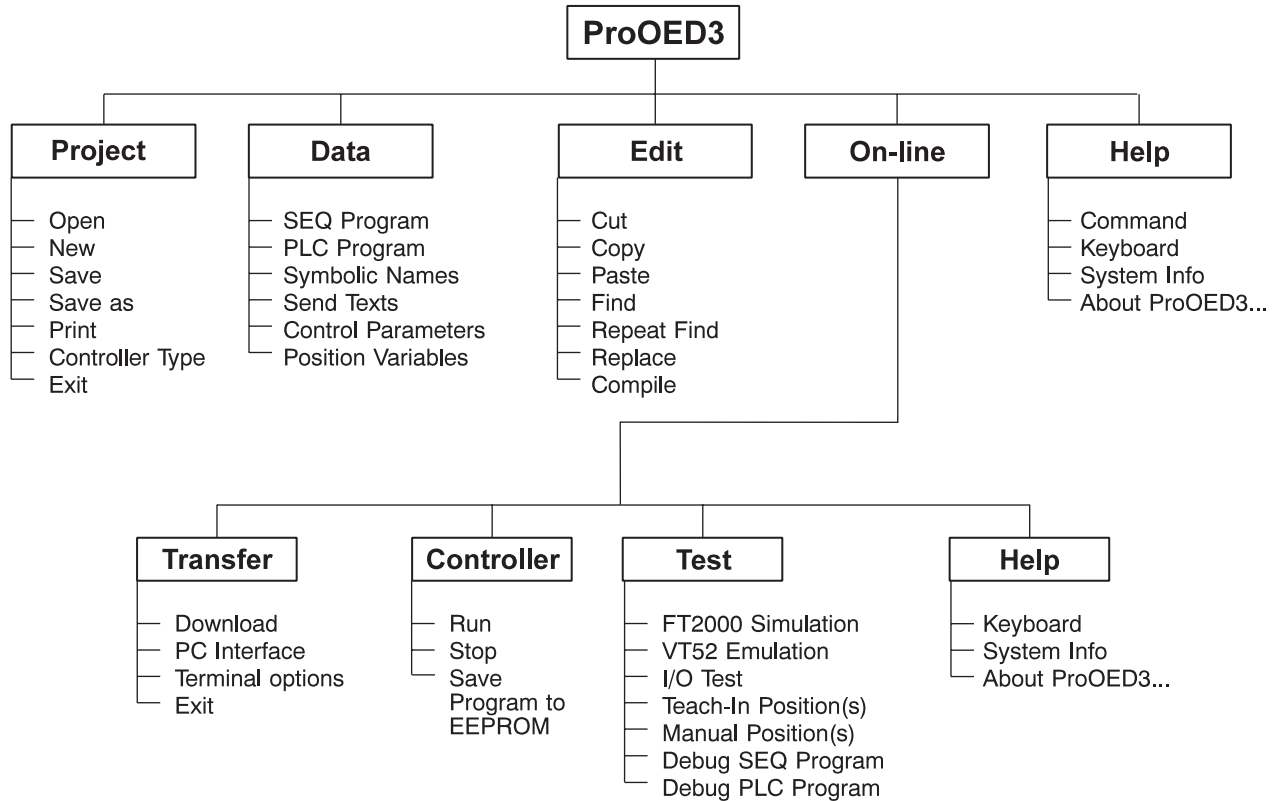 ProOED3
Project
Open
New
Save
Save as
Print
Controller Type
Exit
Data
SEQ Program
PLC Program
Symbolic Names
Send Texts
Control Parameters
Position Variables
Edit
Cut
Copy
Paste
Find
Repeat Find
Replace
Compile
On-line
Help
Command
Keyboard
System Info
About ProOED3...
Transfer
Download
PC Interface
Terminal options
Exit
Controller
Run
Stop
Save
Program to
EEPROM
Test
FT2000 Simulation
VT52 Emulation
I/O Test
Teach-In Position(s)
Manual Position(s)
Debug SEQ Program
Debug PLC Program
Help
Keyboard
System Info
About ProOED3...